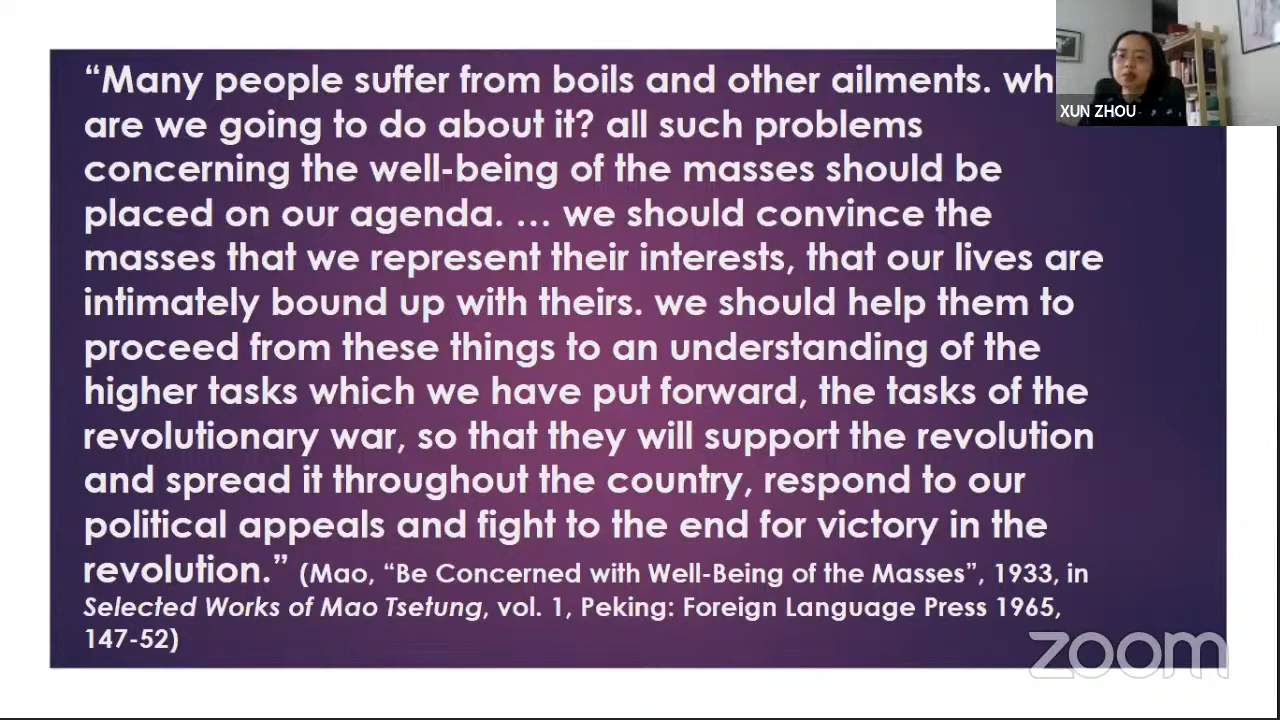 “Many people suffer from boils and other ailments.
are we going to do about it? all such problems
concerning the well-being of the masses should be
placed on our agenda. … we should convince the
masses that we represent their interests, that our lives are
intimately bound up with theirs. we should help them to
proceed from these things to an understanding of the
higher tasks which we have put forward, the tasks of the
revolutionary war, so that they will support the revolution
and spread it throughout the country, respond to our
political appeals and fight to the end for victory in the
revolution.” (Mao, “Be Concerned with Well-Being of the Masses”, 1933, in
Selected Works of Mao Tsetung, vol. 1, Peking: Foreign Language Press 1965,
147-52)
XUN ZHOU
zoom